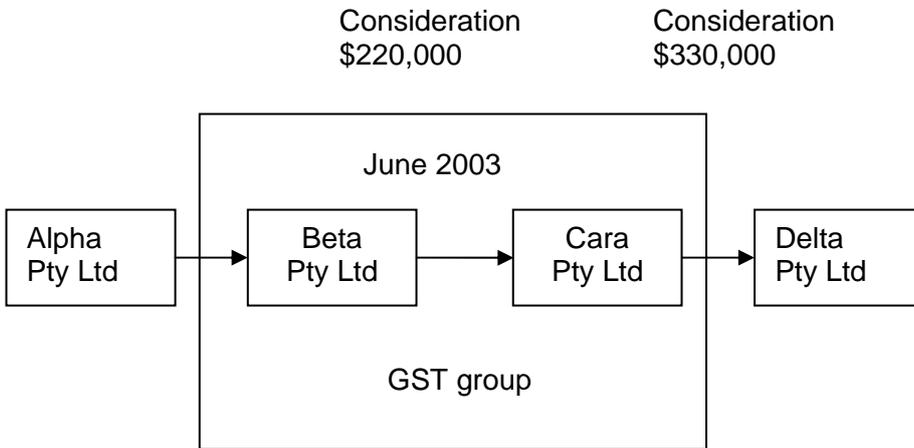 Consideration
$220,000
Consideration
$330,000
June 2003
Alpha
Pty Ltd
Beta
Pty Ltd
Cara
Pty Ltd
Delta
Pty Ltd
GST group